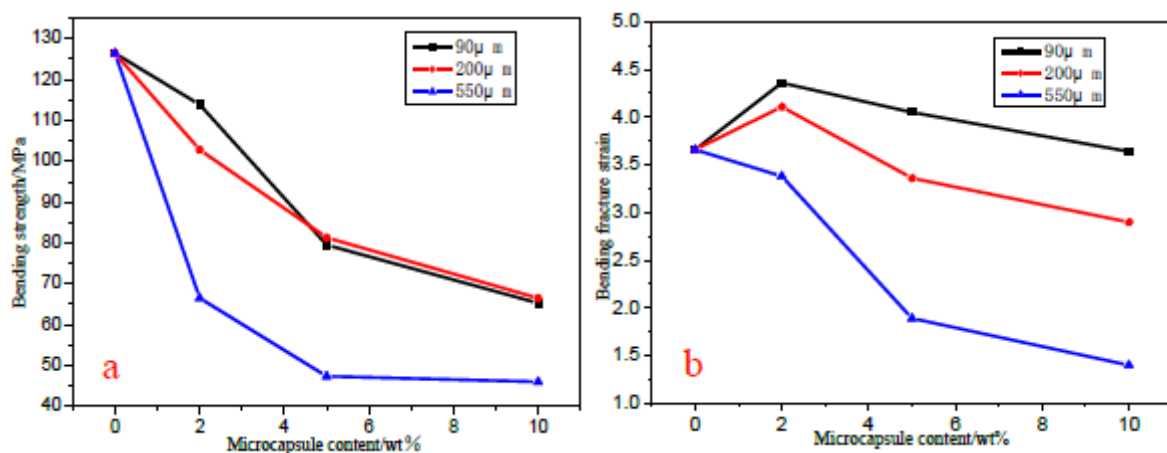 130
120
110
100
90
80
70
60
50
40
Bending strength/MPa
90μ m
200μ m
550μ m
a
0
2
4
6
8
10
Microcapsule content/wt%
5.0
4.5
4.0
3.5
3.0
2.5
2.0
1.5
1.0
Bending fracture strain
90μ m
200μ m
550μ m
b
0
2
4
6
8
10
Microcapsule content/wt%